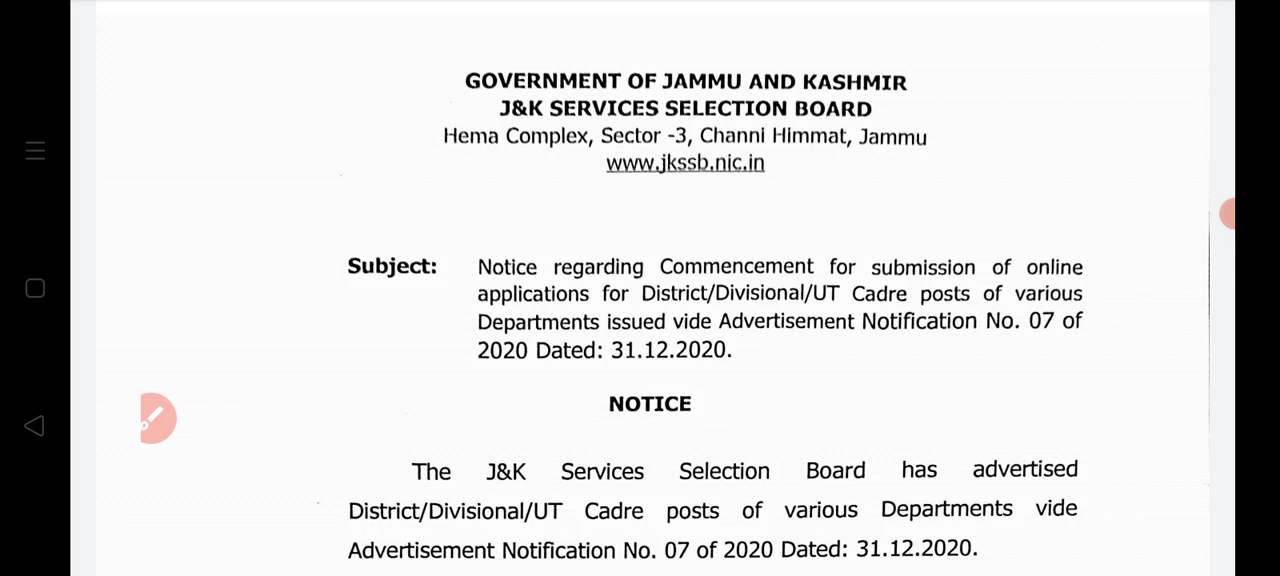 GOVERNMENT OF JAMMU AND KASHMIR
J&K SERVICES SELECTION BOARD
Hema Complex, Sector -3, Channi Himmat, Jammu
www.jkssb.nic.in
Subject: Notice regarding Commencement for submission of online
applications for District/Divisional/UT Cadre posts of various
Departments issued vide Advertisement Notification No. 07 of
2020 Dated: 31.12.2020.
NOTICE
The J&K Services Selection Board has advertised
District/Divisional/UT Cadre posts of various Departments vide
Advertisement Notification No. 07 of 2020 Dated: 31.12.2020.